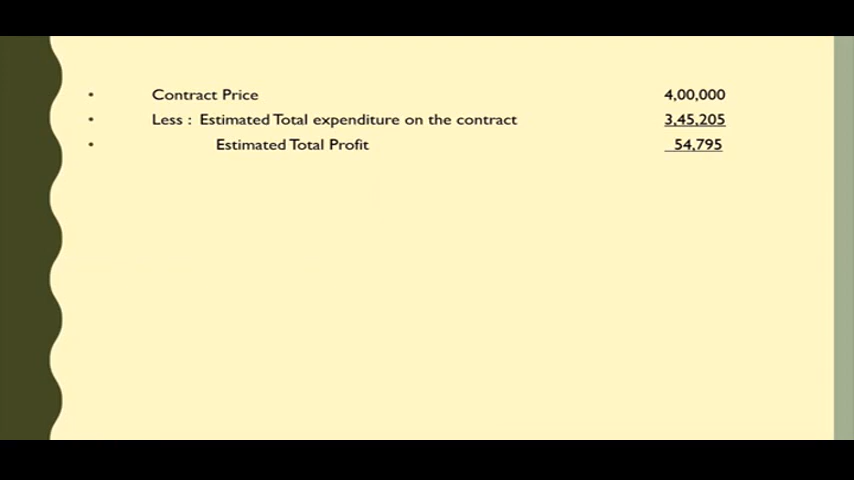 • Contract Price 4,00,000
• Less : Estimated Total expenditure on the contract 3,45,205
• Estimated Total Profit 54,795